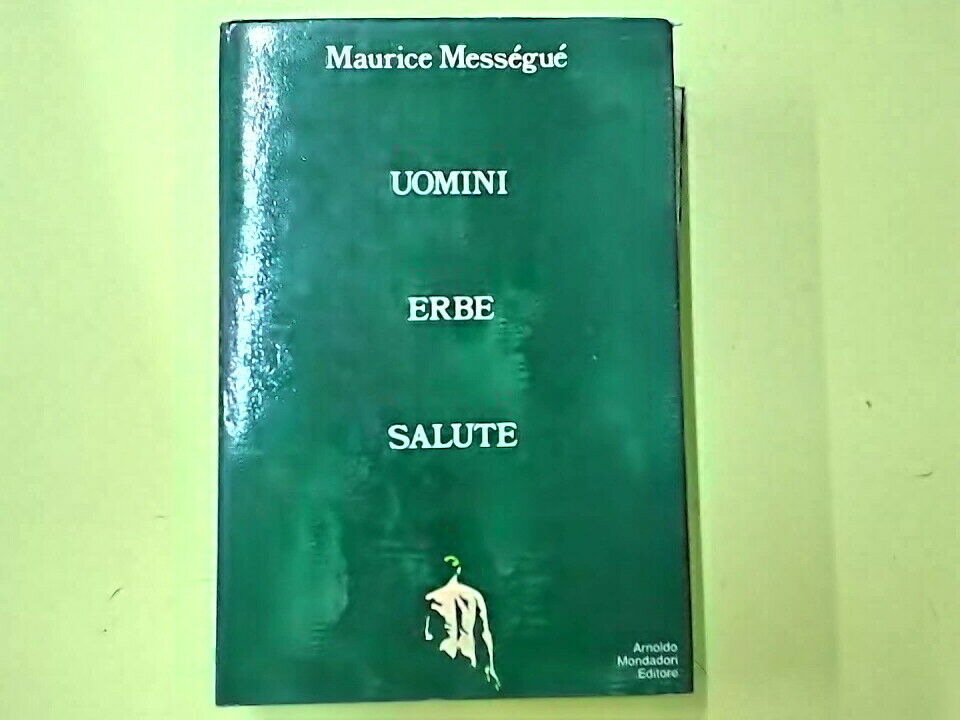 Maurice Mességué
UOMINI
ERBE
SALUTE
Arnoldo
Mondadori
Editore